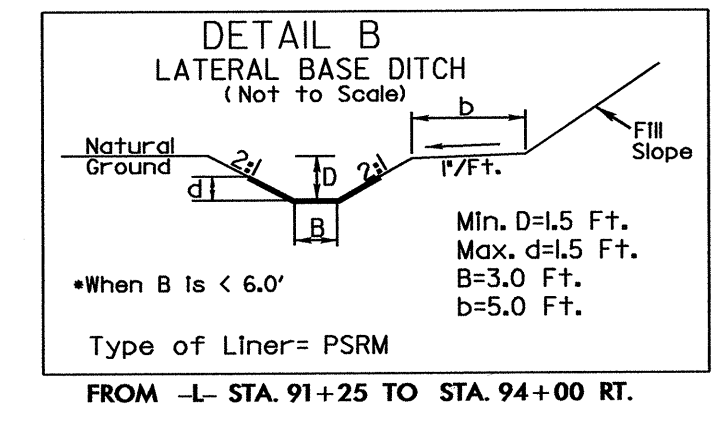 DETAIL B
LATERAL BASE DITCH
(Not to Scale)
b
Natural
Ground
2:1
2:1
D
d
1"/Ft.
Fill
Slope
B
Min. D=1.5 Ft.
Max. d=1.5 Ft.
B=3.0 Ft.
b=5.0 Ft.
*When B is < 6.0'
Type of Liner= PSRM
FROM -L- STA. 91+25 TO STA. 94+00 RT.